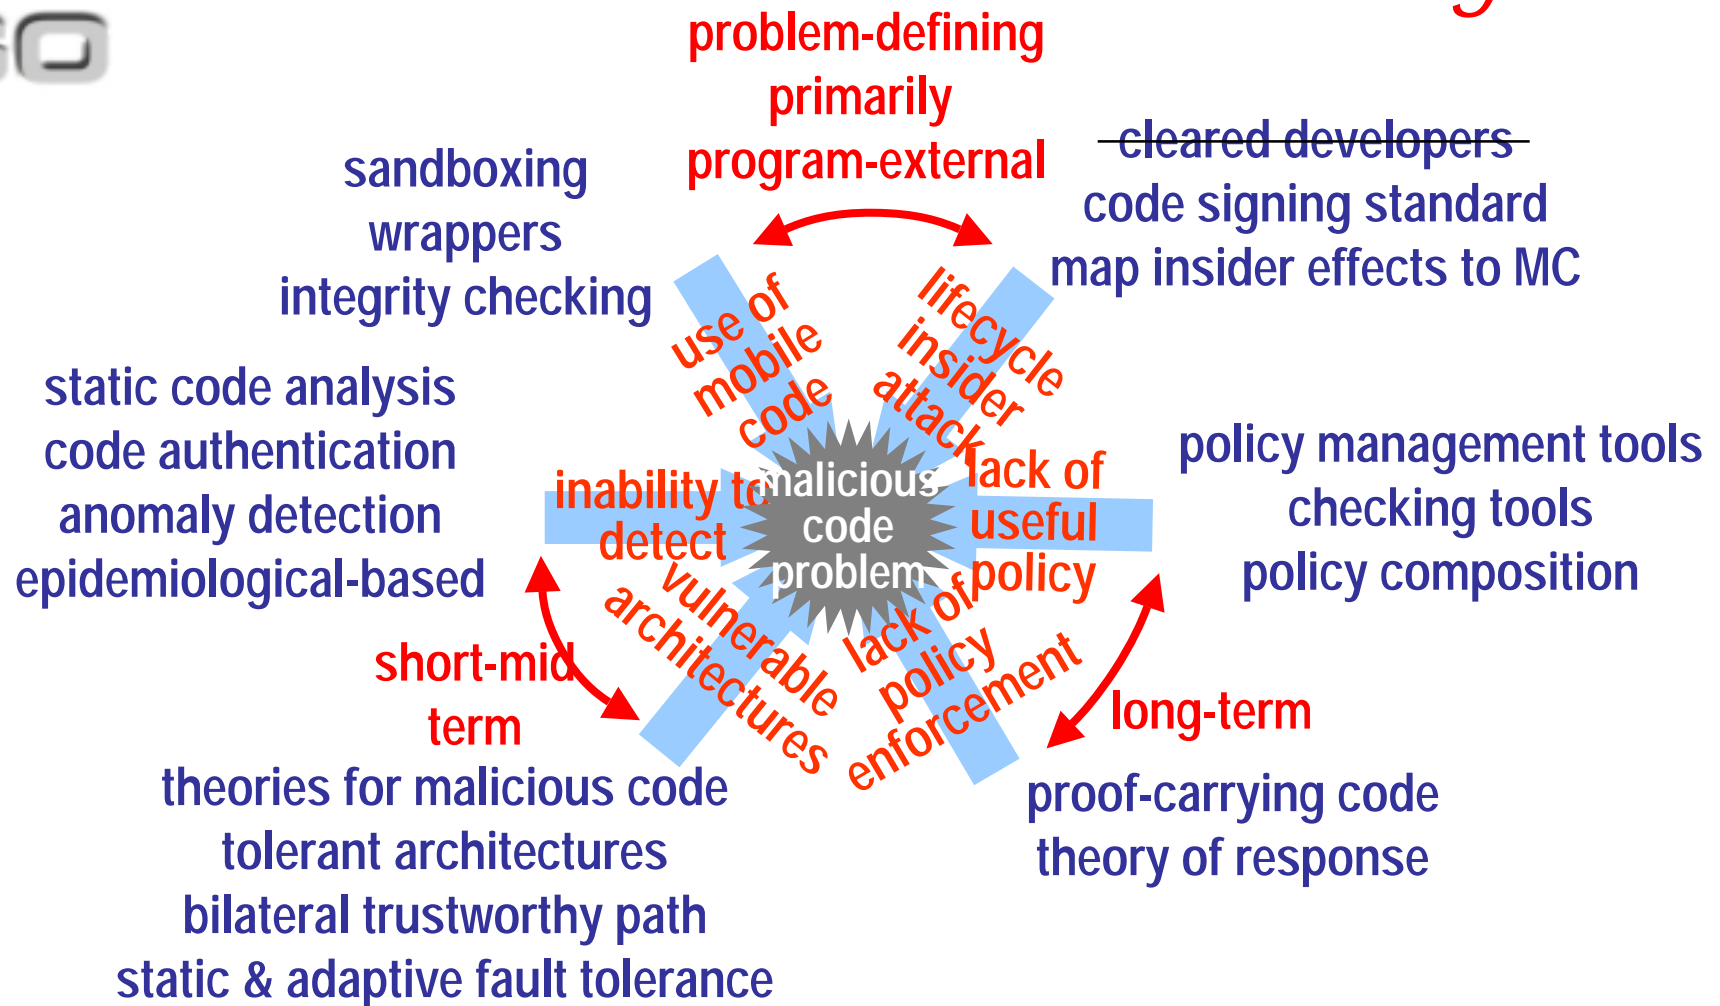 problem-defining
primarily
program-external
sandboxing
wrappers
integrity checking
cleared developers
code signing standard
map insider effects to MC
use of
mobile
code
lifecycle
insider
attack
static code analysis
code authentication
anomaly detection
epidemiological-based
inability to
detect
malicious
code
problem
lack of
useful
policy
policy management tools
checking tools
policy composition
vulnerable
architectures
lack of
policy
enforcement
short-mid
term
long-term
theories for malicious code
tolerant architectures
bilateral trustworthy path
static & adaptive fault tolerance
proof-carrying code
theory of response